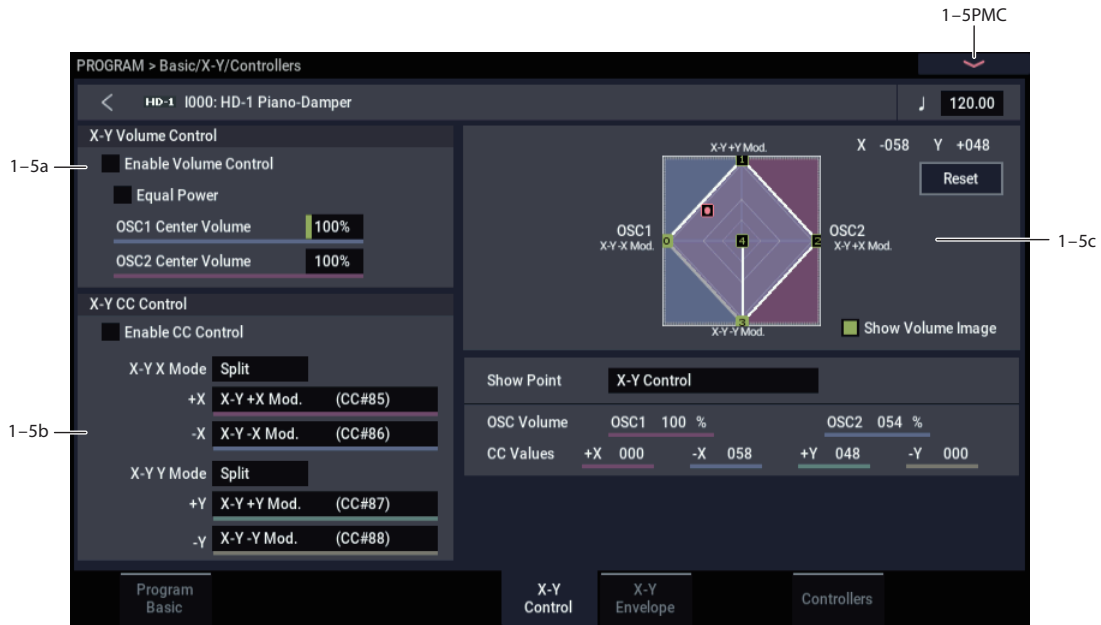 1–5PMC
PROGRAM > Basic/X-Y/Controllers
HD-1 I000: HD-1 Piano-Damper
♩ 120.00
X-Y Volume Control
1–5a
Enable Volume Control
Equal Power
OSC1 Center Volume 100%
OSC2 Center Volume 100%
X-Y CC Control
Enable CC Control
X-Y X Mode Split
+X X-Y +X Mod. (CC#85)
1–5b
-X X-Y -X Mod. (CC#86)
X-Y Y Mode Split
+Y X-Y +Y Mod. (CC#87)
-Y X-Y -Y Mod. (CC#88)
X -058 Y +048
Reset
X-Y +Y Mod.
1
OSC1
X-Y -X Mod.
0
4
2
OSC2
X-Y +X Mod.
1–5c
3
X-Y -Y Mod.
Show Volume Image
Show Point X-Y Control
OSC Volume OSC1 100 % OSC2 054 %
CC Values +X 000 -X 058 +Y 048 -Y 000
Program
Basic
X-Y
Control
X-Y
Envelope
Controllers